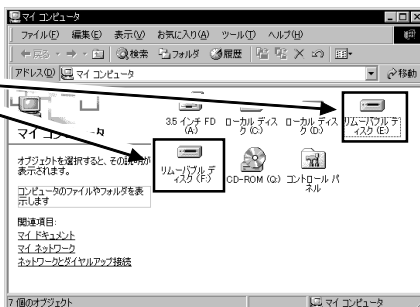 マイ コンピュータ
ファイル(F) 編集(E) 表示(V) お気に入り(A) ツール(T) ヘルプ(H)
戻る 検索 フォルダ 履歴
アドレス(D) マイ コンピュータ 移動
マイ コンピュータ
オブジェクトを選択すると、その説明が
表示されます。
コンピュータのファイルやフォルダを表
示します
関連項目:
マイ ドキュメント
マイ ネットワーク
ネットワークとダイヤルアップ接続
3.5 インチ FD
(A:)
ローカル ディス
ク (C:)
ローカル ディス
ク (D:)
リムーバブル デ
ィスク (E:)
リムーバブル デ
ィスク (F:)
CD-ROM (Q:)
コントロール パ
ネル
7 個のオブジェクト
マイ コンピュータ